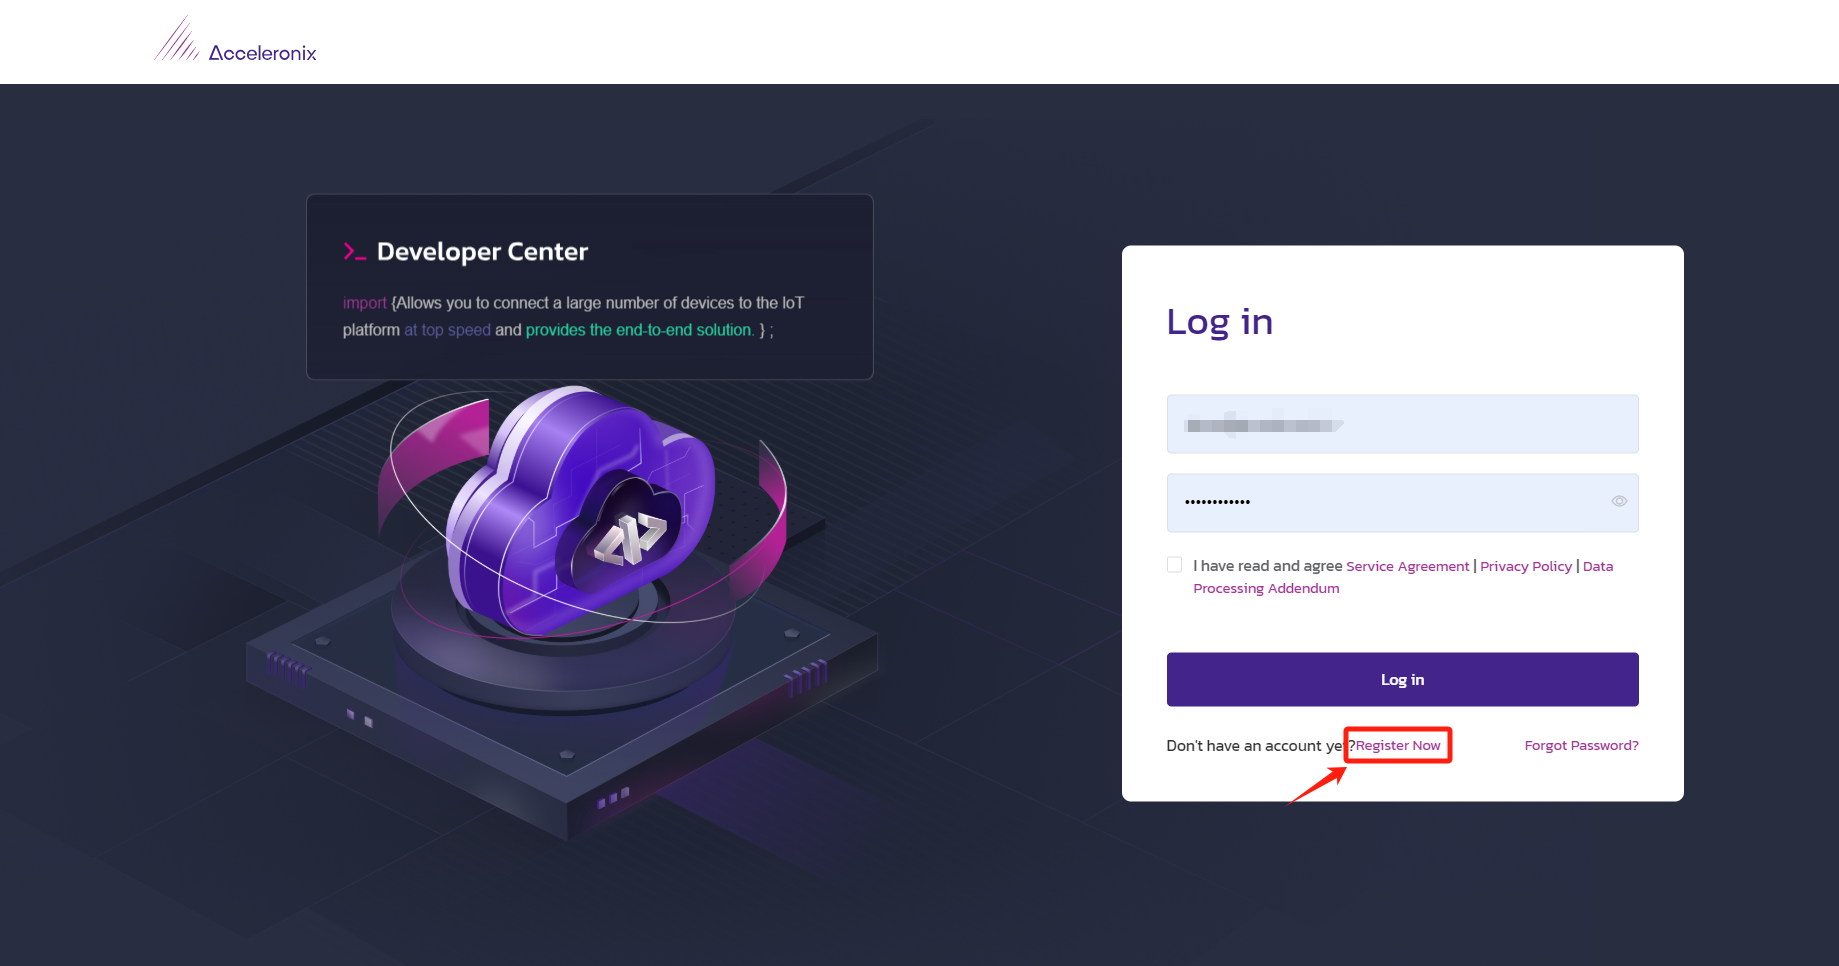 Acceleronix
>_ Developer Center
import {Allows you to connect a large number of devices to the IoT
platform at top speed and provides the end-to-end solution. } ;
Log in
••••••••••••
I have read and agree Service Agreement | Privacy Policy | Data
Processing Addendum
Log in
Don't have an account yet?Register Now
Forgot Password?